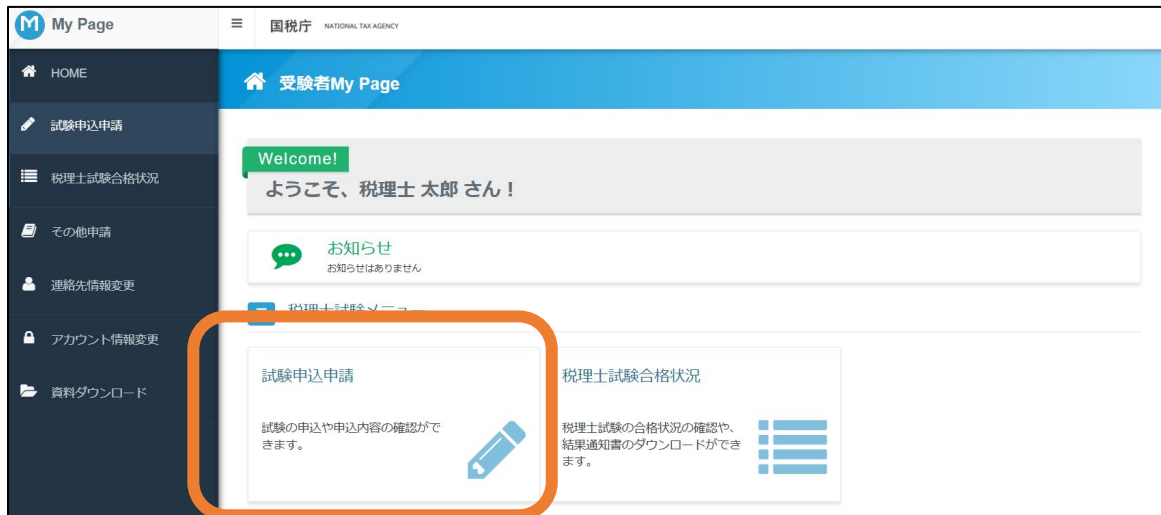 My Page
国税庁 NATIONAL TAX AGENCY
HOME
試験申込申請
税理士試験合格状況
その他申請
連絡先情報変更
アカウント情報変更
資料ダウンロード
受験者My Page
Welcome!
ようこそ、税理士 太郎 さん！
お知らせ
お知らせはありません
税理士試験メニュー
試験申込申請
試験の申込や申込内容の確認がで
きます。
税理士試験合格状況
税理士試験の合格状況の確認や、
結果通知書のダウンロードができ
ます。